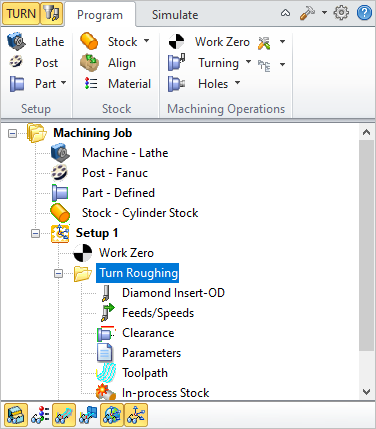 TURN Program Simulate
Lathe Stock Work Zero
Post Align Turning
Part Material Holes
Setup Stock Machining Operations
Machining Job
Machine - Lathe
Post - Fanuc
Part - Defined
Stock - Cylinder Stock
Setup 1
Work Zero
Turn Roughing
Diamond Insert-OD
Feeds/Speeds
Clearance
Parameters
Toolpath
In-process Stock